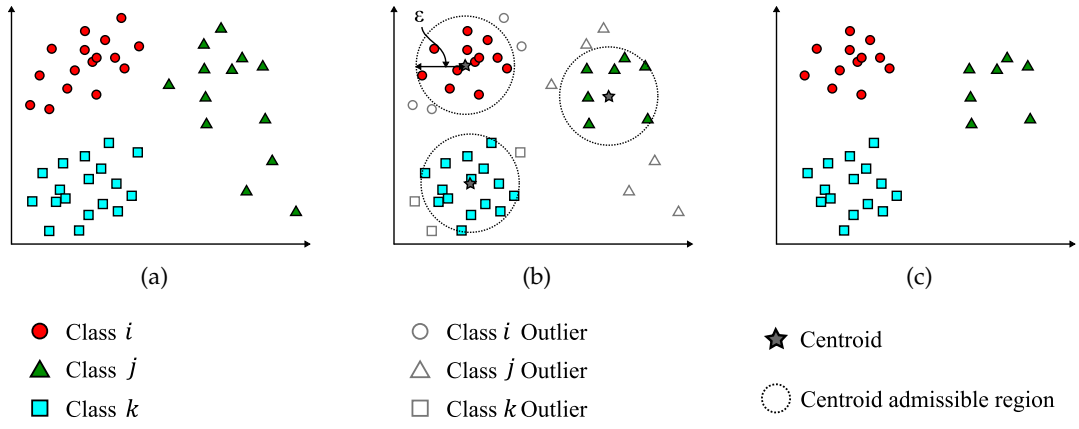 ε
(a)
(b)
(c)
Class i
Class i Outlier
Centroid
Class j
Class j Outlier
Class k
Class k Outlier
Centroid admissible region